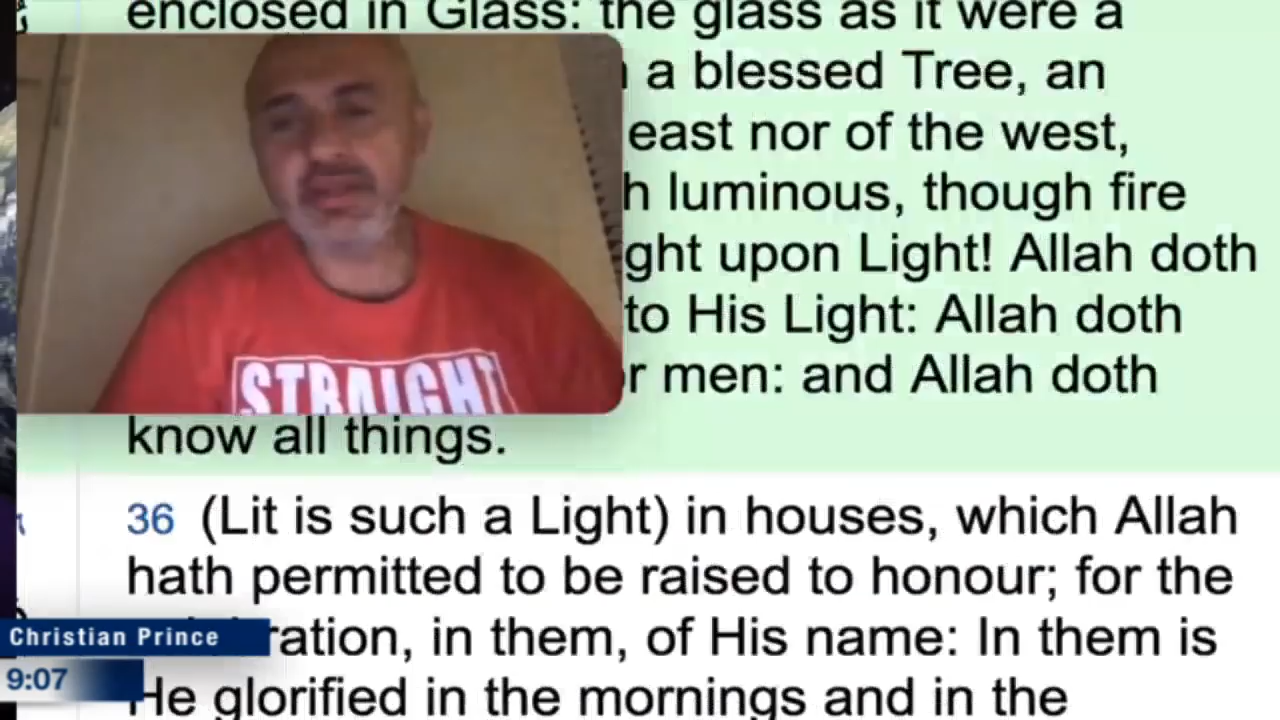 enclosed in Glass: the glass as it were a
a blessed Tree, an
east nor of the west,
h luminous, though fire
ght upon Light! Allah doth
to His Light: Allah doth
r men: and Allah doth
know all things.
STRAIGHT
36 (Lit is such a Light) in houses, which Allah
hath permitted to be raised to honour; for the
ration, in them, of His name: In them is
He glorified in the mornings and in the
Christian Prince
9:07